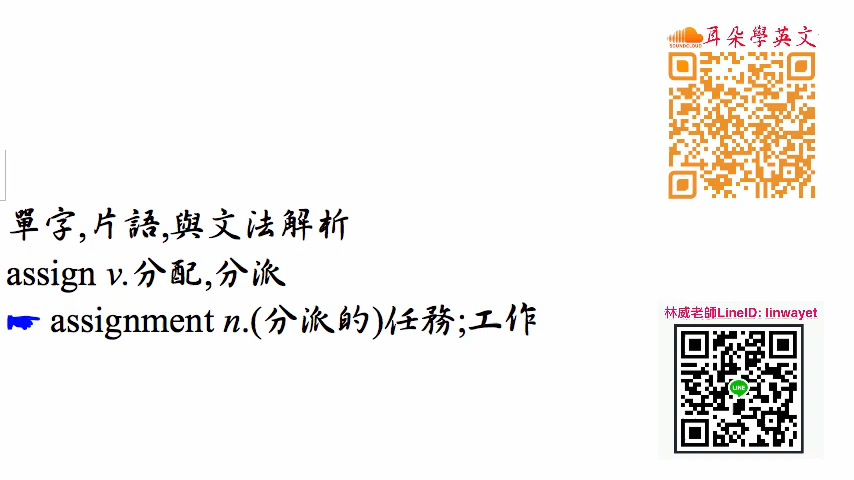 SOUNDCLOUD 耳朵學英文
單字,片語,與文法解析
assign v.分配,分派
☛ assignment n.(分派的)任務;工作
林威老師LineID: linwayet
LINE